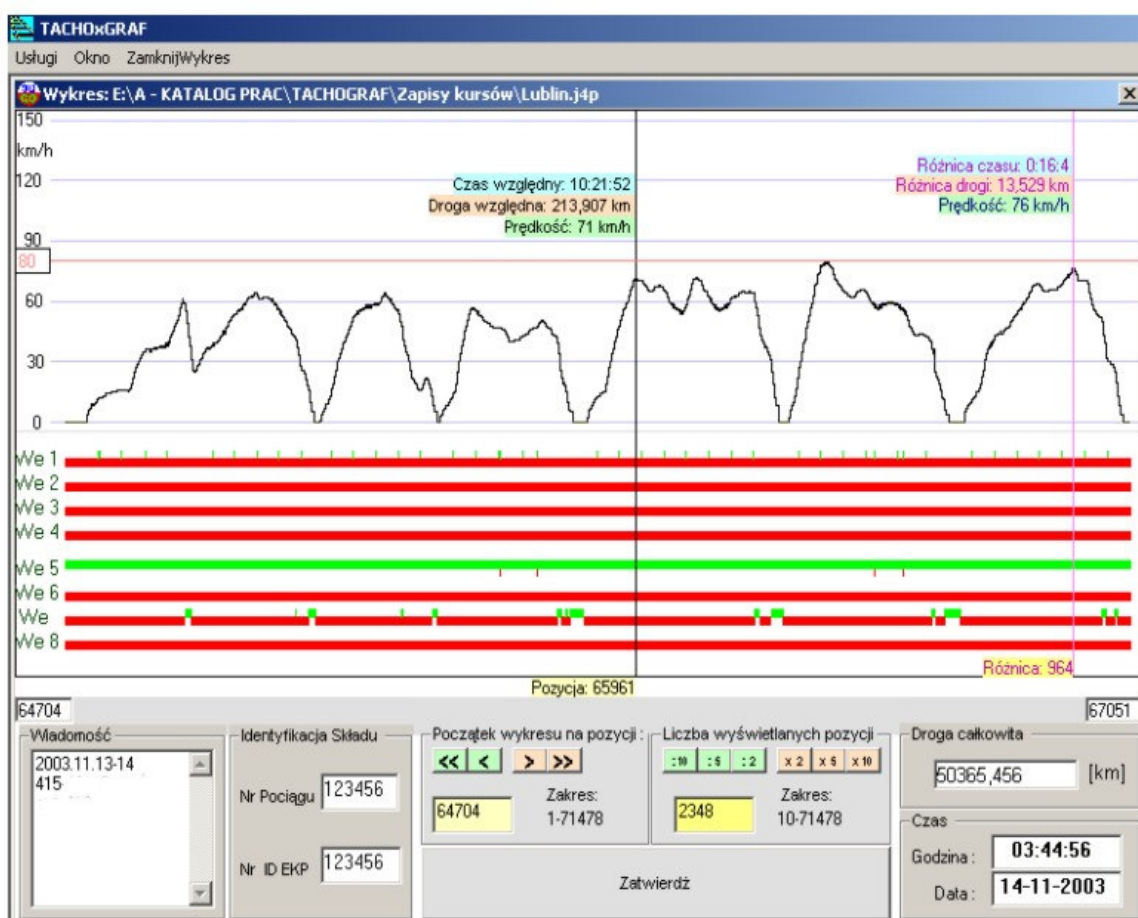 TACHOxGRAF
Usługi Okno ZamknijWykres
Wykres: E:\A - KATALOG PRAC\TACHOGRAF\Zapisy kursów\Lublin.j4p
150
km/h
120
90
80
60
30
0
Czas względny: 10:21:52
Droga względna: 213,907 km
Prędkość: 71 km/h
Różnica czasu: 0:16:4
Różnica drogi: 13,529 km
Prędkość: 76 km/h
We 1
We 2
We 3
We 4
We 5
We 6
We
We 8
Różnica: 964
Pozycja: 65961
64704
67051
Wiadomość
2003.11.13-14
415
Identyfikacja Składu
Nr Pociągu 123456
Nr ID EKP 123456
Początek wykresu na pozycji :
<< < > >>
64704
Zakres:
1-71478
Liczba wyświetlanych pozycji
:10 :5 :2 x 2 x 5 x 10
2348
Zakres:
10-71478
Zatwierdź
Droga całkowita
50365,456 [km]
Czas
Godzina : 03:44:56
Data : 14-11-2003